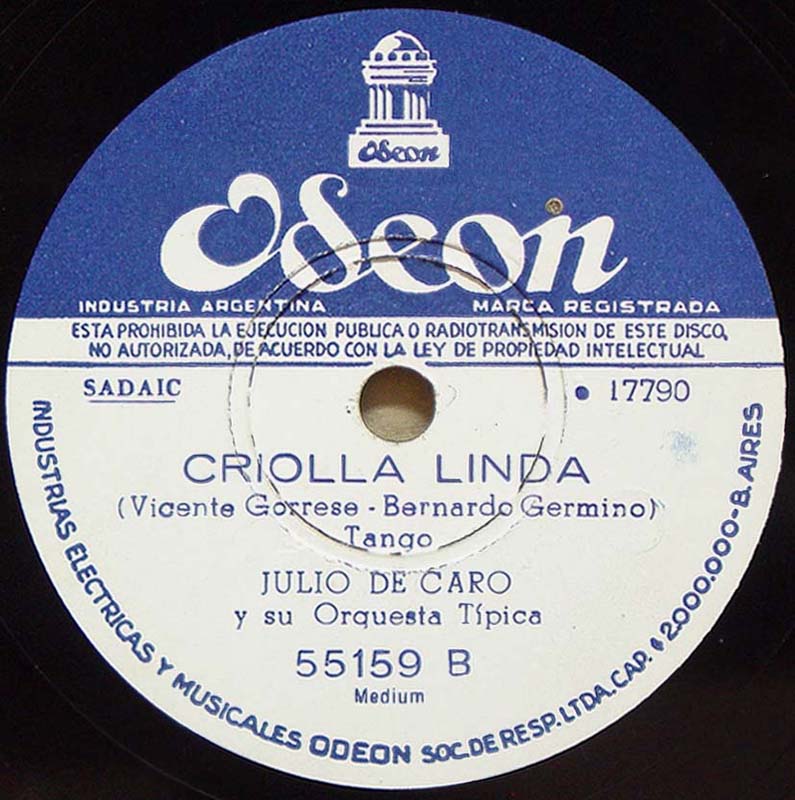 Odeon
Odeon
INDUSTRIA ARGENTINA MARCA REGISTRADA
ESTA PROHIBIDA LA EJECUCION PUBLICA O RADIOTRANSMISION DE ESTE DISCO,
NO AUTORIZADA, DE ACUERDO CON LA LEY DE PROPIEDAD INTELECTUAL
SADAIC • 17790
CRIOLLA LINDA
(Vicente Gorrese - Bernardo Germino)
Tango
JULIO DE CARO
y su Orquesta Típica
55159 B
Medium
INDUSTRIAS ELECTRICAS Y MUSICALES ODEON SOC. DE RESP. LTDA. CAP. $ 2.000.000-B. AIRES